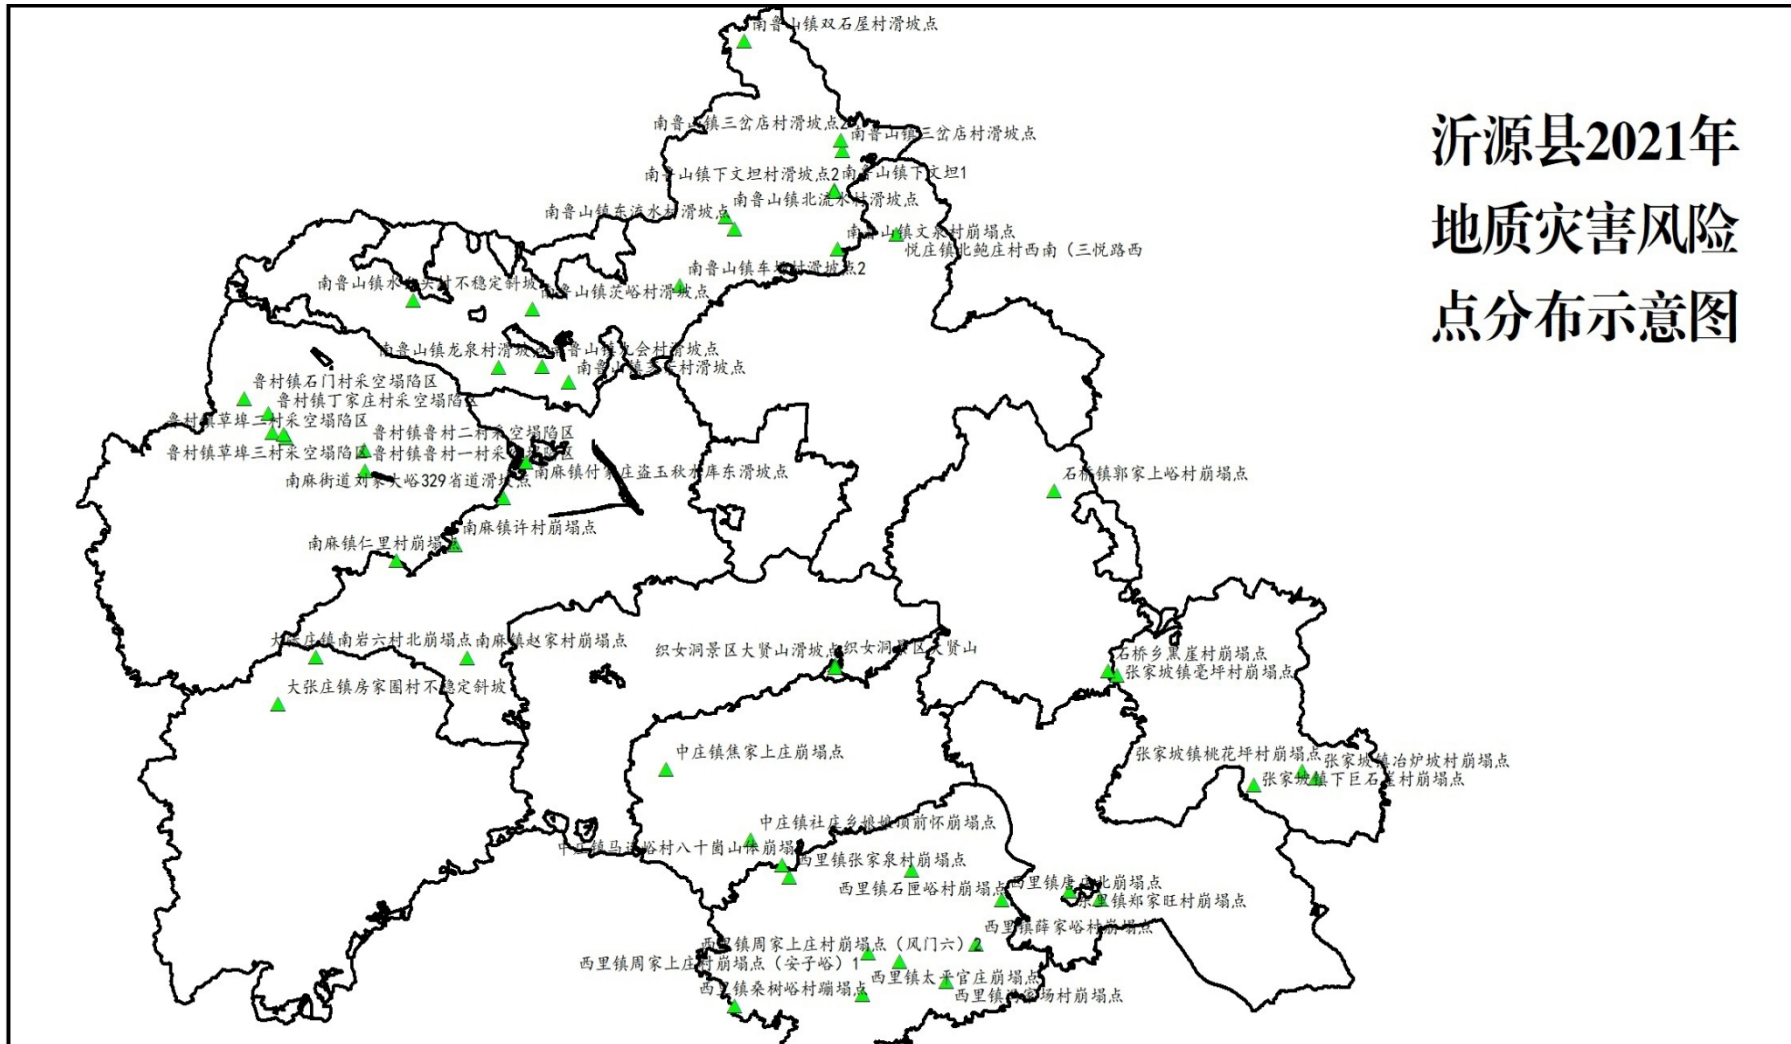 沂源县2021年
地质灾害风险
点分布示意图
南鲁山镇双石屋村滑坡点
南鲁山镇三岔店村滑坡点2
南鲁山镇三岔店村滑坡点
南鲁山镇下文坦村滑坡点2
南鲁山镇下文坦1
南鲁山镇北流水村滑坡点
南鲁山镇东流水村滑坡点
南鲁山镇文泉村崩塌点
悦庄镇北鲍庄村西南（三悦路西
南鲁山镇车场村滑坡点2
南鲁山镇水 头村不稳定斜坡
南鲁山镇茨峪村滑坡点
南鲁山镇龙泉村滑坡点
南鲁山镇九会村滑坡点
南鲁山镇 村滑坡点
鲁村镇石门村采空塌陷区
鲁村镇丁家庄村采空塌陷区
鲁村镇草埠二村采空塌陷区
鲁村镇鲁村二村采空塌陷区
鲁村镇草埠三村采空塌陷区
鲁村镇鲁村一村采空塌陷区
南麻镇付家庄盗玉秋水库东滑坡点
南麻街道刘家大峪329省道滑坡点
石桥镇郭家上峪村崩塌点
南麻镇许村崩塌点
南麻镇仁里村崩塌点
大张庄镇南岩六村北崩塌点
南麻镇赵家村崩塌点
织女洞景区大贤山滑坡点
织女洞景区大贤山
石桥乡黑崖村崩塌点
张家坡镇亳坪村崩塌点
大张庄镇房家圈村不稳定斜坡
中庄镇焦家上庄崩塌点
张家坡镇桃花坪村崩塌点
张家坡镇冶炉坡村崩塌点
张家坡镇下巨石崖村崩塌点
中庄镇社庄乡娘娘顶前怀崩塌点
中庄镇马连峪村八十崮山体崩塌
西里镇张家泉村崩塌点
西里镇石匣峪村崩塌点
西里镇唐庄北崩塌点
东里镇郑家旺村崩塌点
西里镇薛家峪村崩塌点
西里镇周家上庄村崩塌点（风门六）2
西里镇周家上庄村崩塌点（安子峪）1
西里镇太平官庄崩塌点
西里镇桑树峪村蹦塌点
西里镇 场村崩塌点